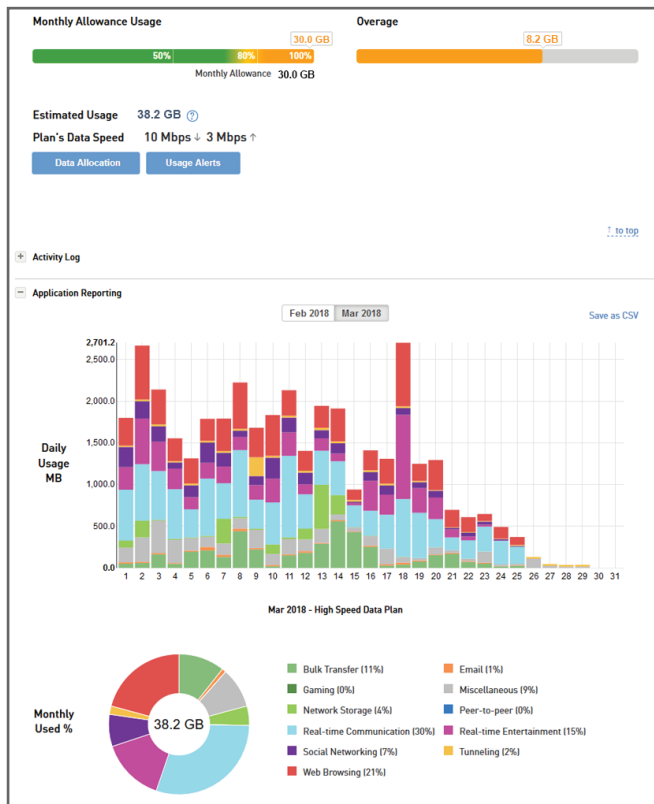 Monthly Allowance Usage
Overage
30.0 GB
8.2 GB
50%
80%
100%
Monthly Allowance 30.0 GB
Estimated Usage 38.2 GB ?
Plan's Data Speed 10 Mbps ↓ 3 Mbps ↑
Data Allocation
Usage Alerts
↑ to top
+ Activity Log
− Application Reporting
Feb 2018
Mar 2018
Save as CSV
2,701.2
2,500.0
2,000.0
1,500.0
1,000.0
500.0
0.0
Daily
Usage
MB
1 2 3 4 5 6 7 8 9 10 11 12 13 14 15 16 17 18 19 20 21 22 23 24 25 26 27 28 29 30 31
Mar 2018 - High Speed Data Plan
Monthly
Used %
38.2 GB
Bulk Transfer (11%)
Email (1%)
Gaming (0%)
Miscellaneous (9%)
Network Storage (4%)
Peer-to-peer (0%)
Real-time Communication (30%)
Real-time Entertainment (15%)
Social Networking (7%)
Tunneling (2%)
Web Browsing (21%)